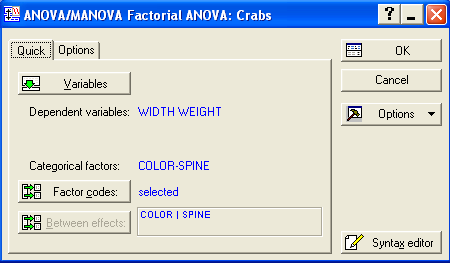 ANOVA/MANOVA Factorial ANOVA: Crabs
?
Quick Options
Variables
Dependent variables: WIDTH WEIGHT
Categorical factors: COLOR-SPINE
Factor codes: selected
Between effects: COLOR | SPINE
OK
Cancel
Options
Syntax editor